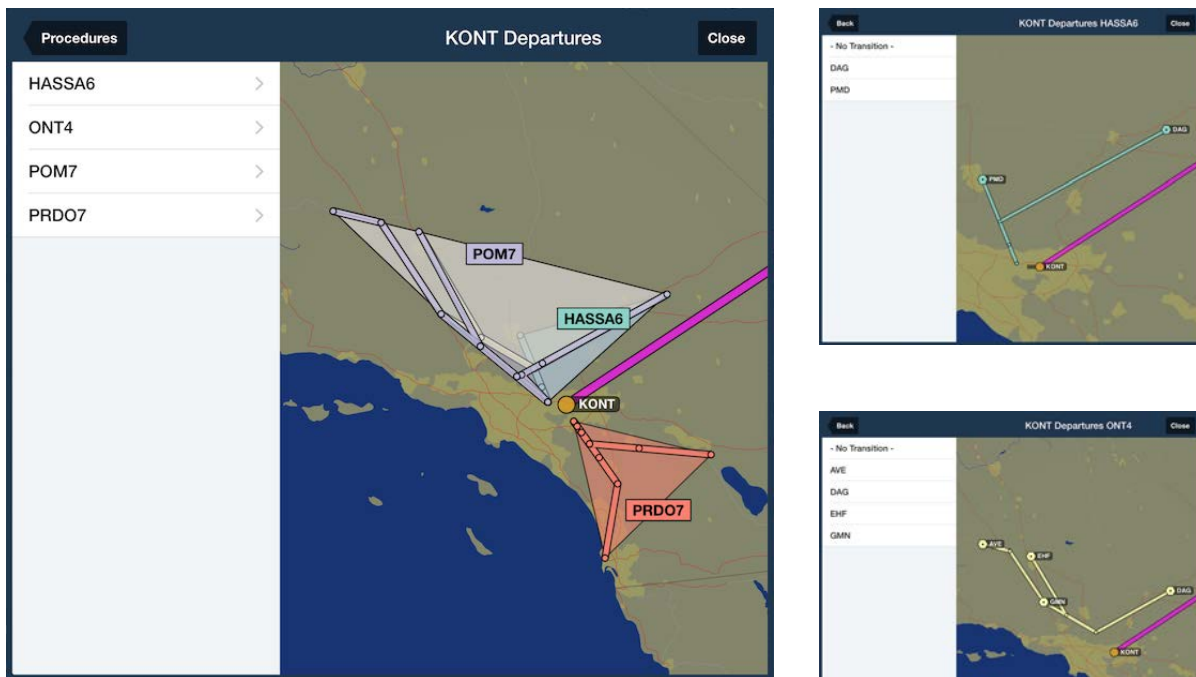 Procedures
KONT Departures
Close
HASSA6
ONT4
POM7
PRDO7
POM7
HASSA6
KONT
PRDO7
Back
KONT Departures HASSA6
Close
- No Transition -
DAG
PMD
DAG
PMD
KONT
Back
KONT Departures ONT4
Close
- No Transition -
AVE
DAG
EHF
GMN
AVE
EHF
DAG
GMN
KONT